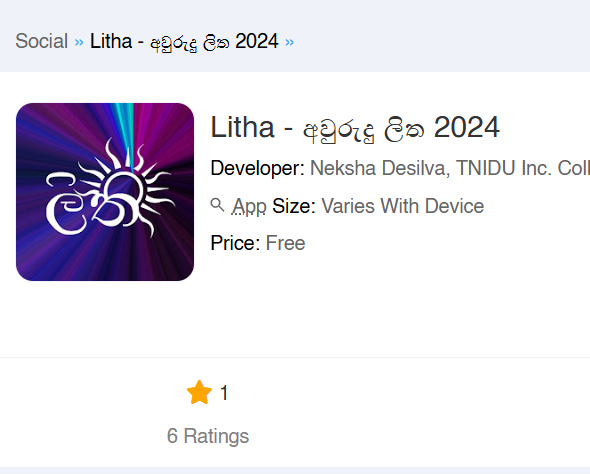 Social » Litha - අවුරුදු ලිත 2024 »
ලිත
Litha - අවුරුදු ලිත 2024
Developer: Neksha Desilva, TNIDU Inc. Coll
App Size: Varies With Device
Price: Free
1
6 Ratings